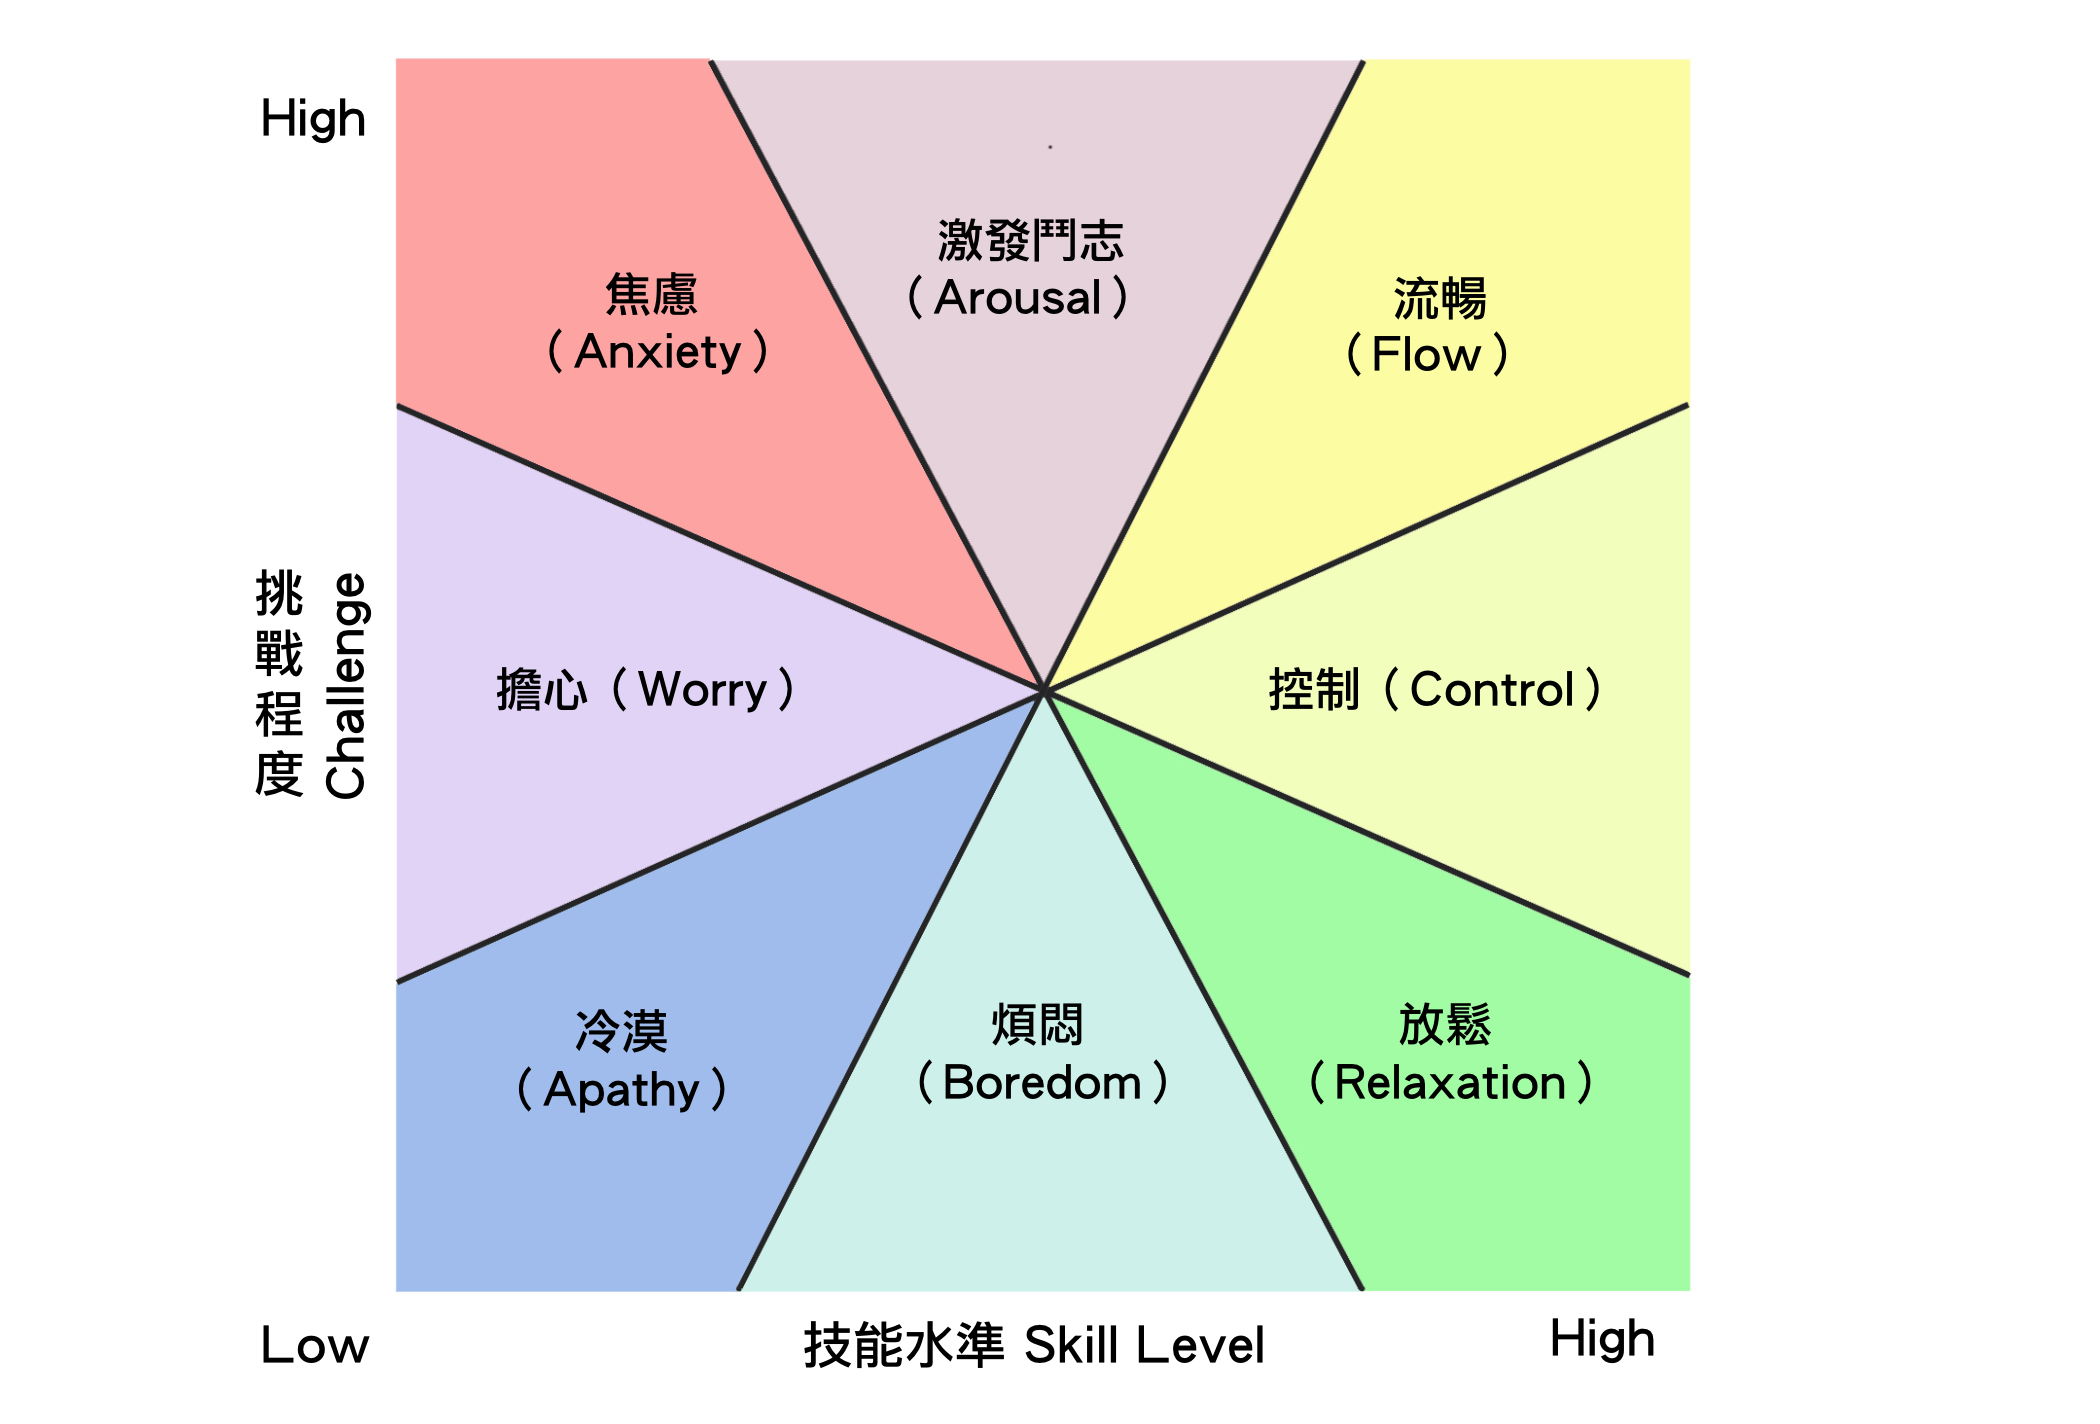 High
激發鬥志
（Arousal）
焦慮
（Anxiety）
流暢
（Flow）
挑戰程度
Challenge
擔心（Worry）
控制（Control）
冷漠
（Apathy）
煩悶
（Boredom）
放鬆
（Relaxation）
Low
技能水準 Skill Level
High